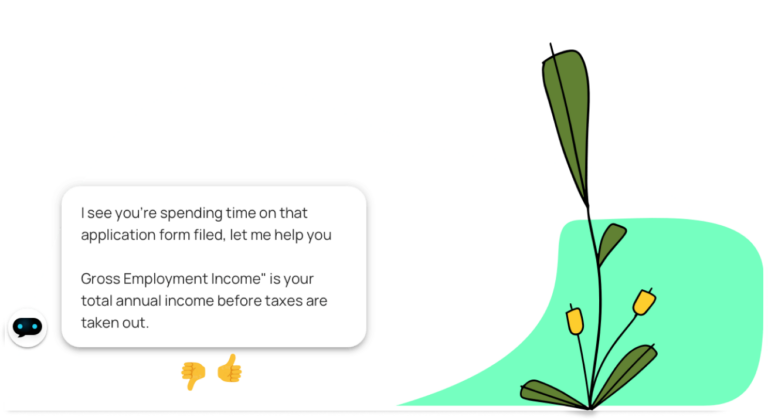 I see you're spending time on that
application form filed, let me help you
Gross Employment Income" is your
total annual income before taxes are
taken out.